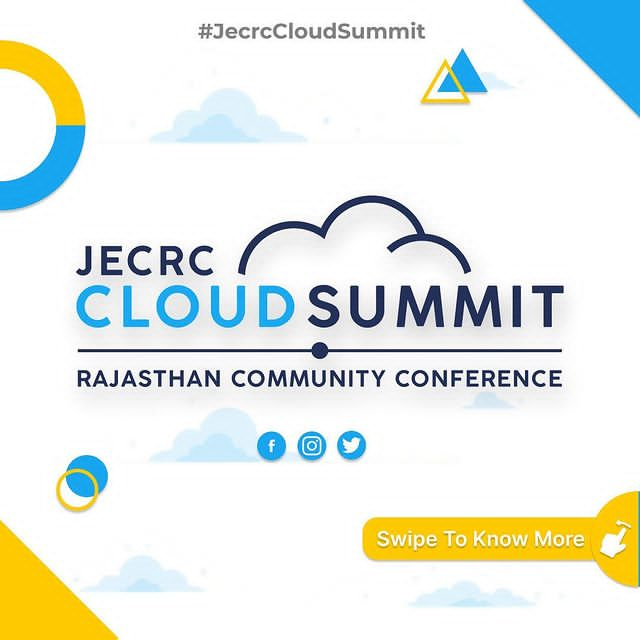 #JecrcCloudSummit
JECRC
CLOUD SUMMIT
RAJASTHAN COMMUNITY CONFERENCE
Swipe To Know More